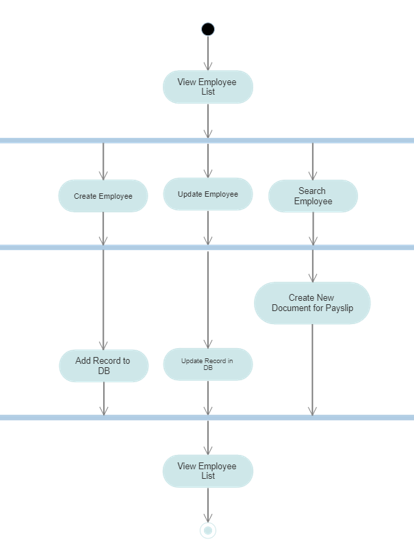 View Employee
List
Create Employee
Update Employee
Search
Employee
Create New
Document for Payslip
Add Record to
DB
Update Record in
DB
View Employee
List